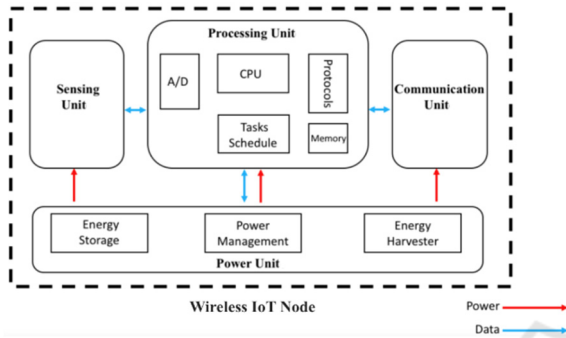 Processing Unit
Sensing
Unit
A/D
CPU
Protocols
Communication
Unit
Tasks
Schedule
Memory
Energy
Storage
Power
Management
Energy
Harvester
Power Unit
Wireless IoT Node
Power
Data